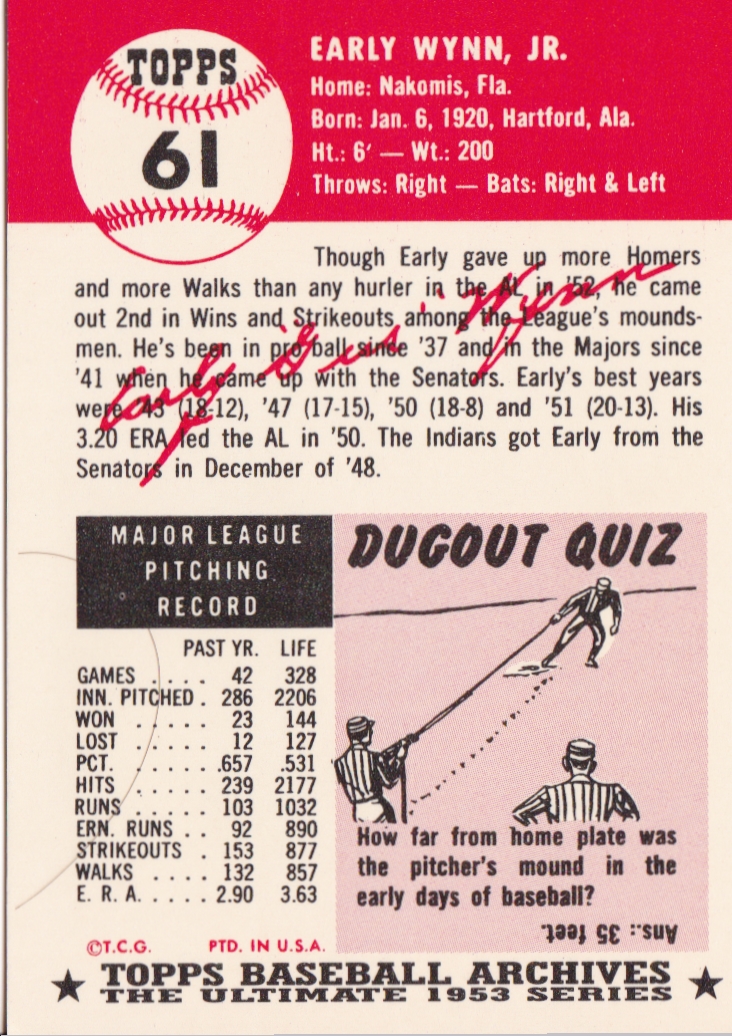 TOPPS
61
EARLY WYNN, JR.
Home: Nakomis, Fla.
Born: Jan. 6, 1920, Hartford, Ala.
Ht.: 6' — Wt.: 200
Throws: Right — Bats: Right & Left
Though Early gave up more Homers
and more Walks than any hurler in the AL in '52, he came
out 2nd in Wins and Strikeouts among the League's mounds-
men. He's been in pro ball since '37 and in the Majors since
'41 when he came up with the Senators. Early's best years
were '43 (18-12), '47 (17-15), '50 (18-8) and '51 (20-13). His
3.20 ERA led the AL in '50. The Indians got Early from the
Senators in December of '48.
Early "Gus" Wynn
MAJOR LEAGUE
PITCHING
RECORD
PAST YR. LIFE
GAMES . . . . 42 328
INN. PITCHED . 286 2206
WON . . . . . 23 144
LOST . . . . . 12 127
PCT. . . . . . .657 .531
HITS . . . . . 239 2177
RUNS . . . . . 103 1032
ERN. RUNS . . 92 890
STRIKEOUTS . 153 877
WALKS . . . . 132 857
E. R. A. . . . . . 2.90 3.63
©T.C.G. PTD. IN U.S.A.
DUGOUT QUIZ
How far from home plate was
the pitcher's mound in the
early days of baseball?
Ans.: 35 feet.
TOPPS BASEBALL ARCHIVES
THE ULTIMATE 1953 SERIES